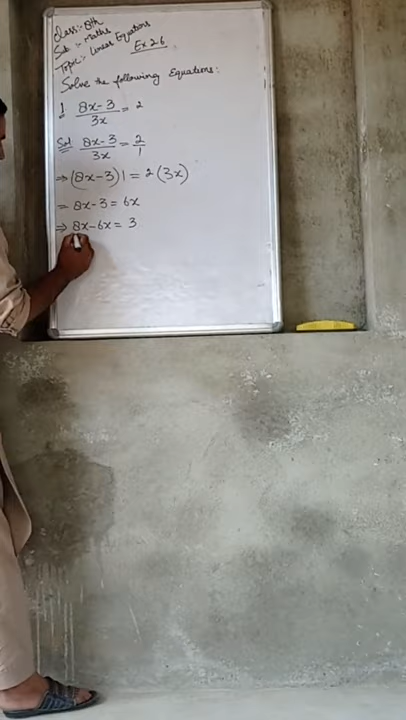 Class:- 8th
Sub :- Maths
Topic:- Linear Equations
Ex 2.6
Solve the following Equations:
1 8x-3/3x = 2
Sol 8x-3/3x = 2/1
⇒ (8x-3)1 = 2(3x)
= 8x-3 = 6x
⇒ 8x-6x = 3